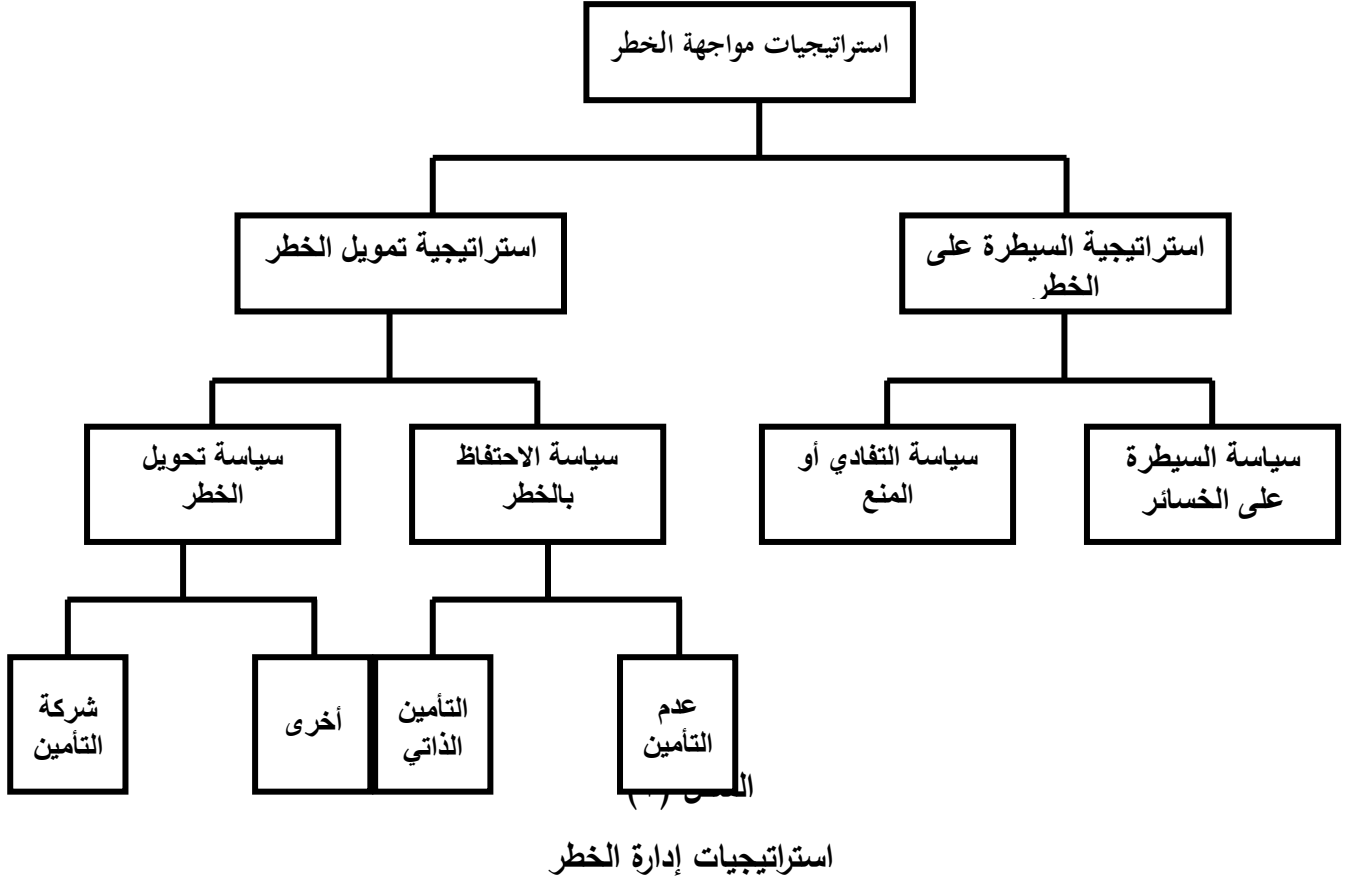 استراتيجيات مواجهة الخطر
استراتيجية السيطرة على
الخطر
استراتيجية تمويل الخطر
سياسة السيطرة
على الخسائر
سياسة التفادي أو
المنع
سياسة الاحتفاظ
بالخطر
سياسة تحويل
الخطر
عدم
التأمين
التأمين
الذاتي
أخرى
شركة
التأمين
استراتيجيات إدارة الخطر